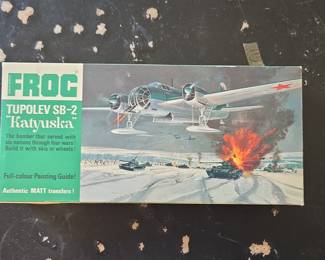 FROG
TUPOLEV SB-2
"Katyuska"
The bomber that served with
six nations through four wars!
Build it with skis or wheels!
Full-colour Painting Guide!
Authentic MATT transfers!